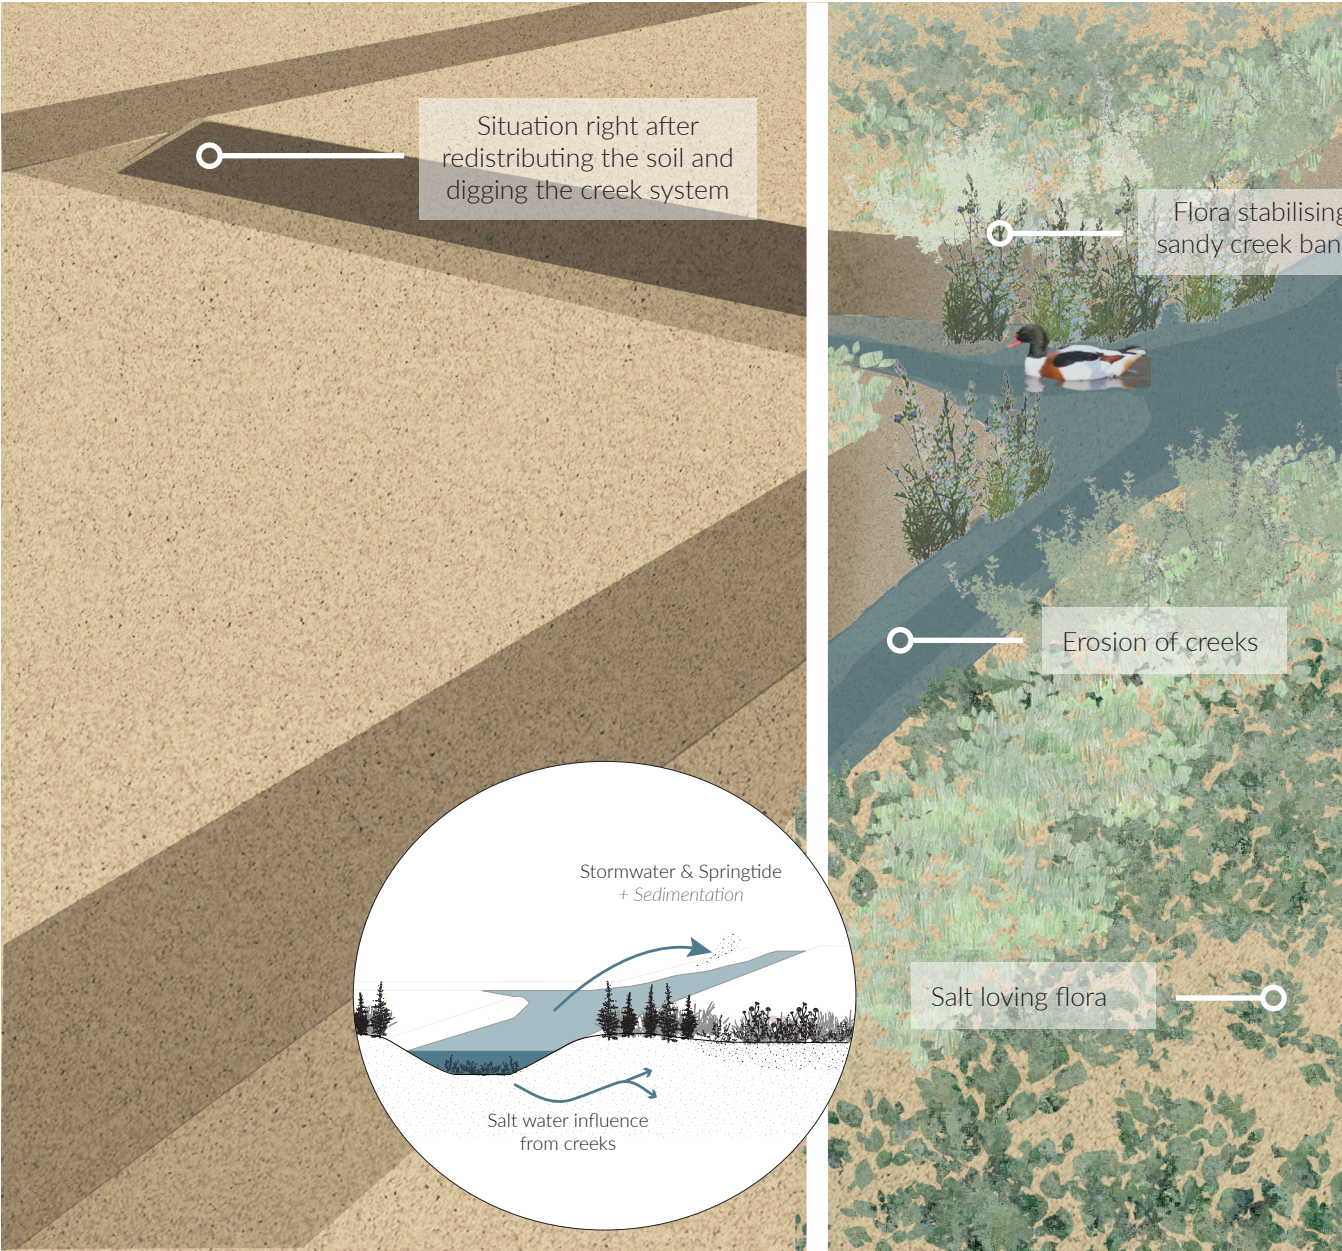 Situation right after
redistributing the soil and
digging the creek system
Flora stabilising
sandy creek
Erosion of creeks
Stormwater & Springtide
+ Sedimentation
Salt loving flora
Salt water influence
from creeks